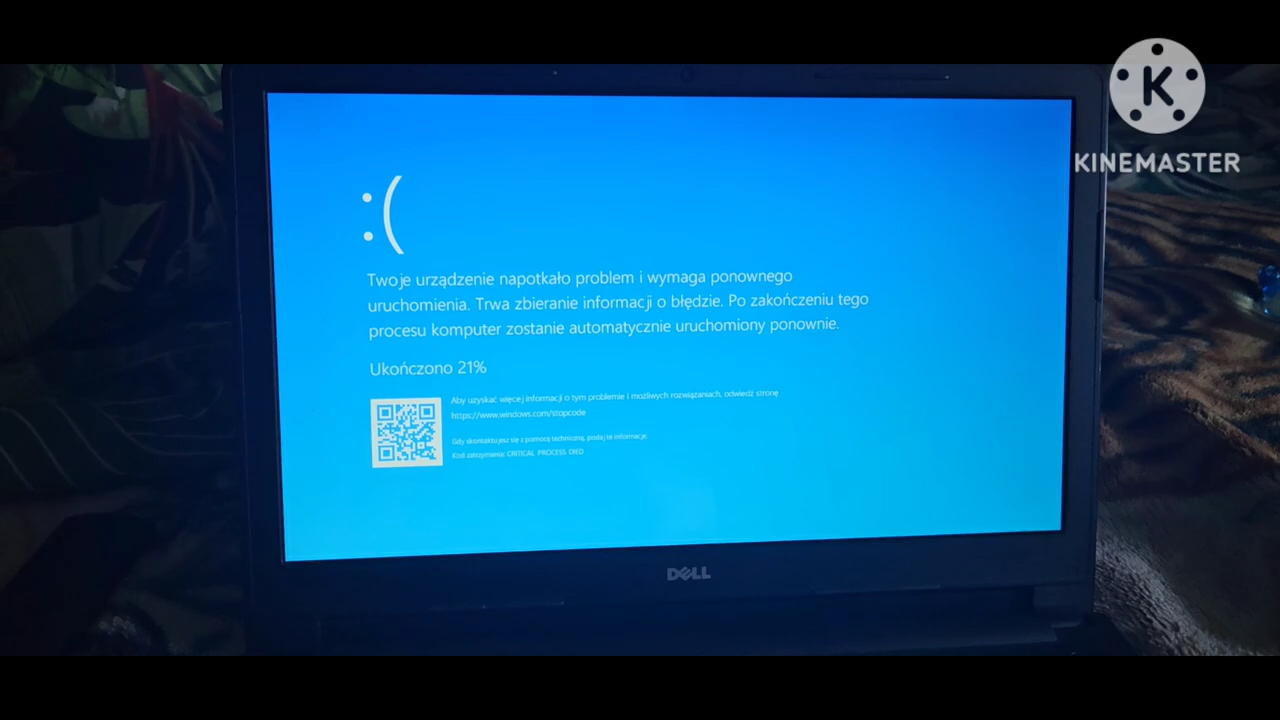 KINEMASTER
:(
Twoje urządzenie napotkało problem i wymaga ponownego
uruchomienia. Trwa zbieranie informacji o błędzie. Po zakończeniu tego
procesu komputer zostanie automatycznie uruchomiony ponownie.
Ukończono 21%
Aby uzyskać więcej informacji o tym problemie i możliwych rozwiązaniach, odwiedź stronę
https://www.windows.com/stopcode
Gdy skontaktujesz się z pomocą techniczną, podaj te informacje:
Kod zatrzymania: CRITICAL PROCESS DIED
DELL